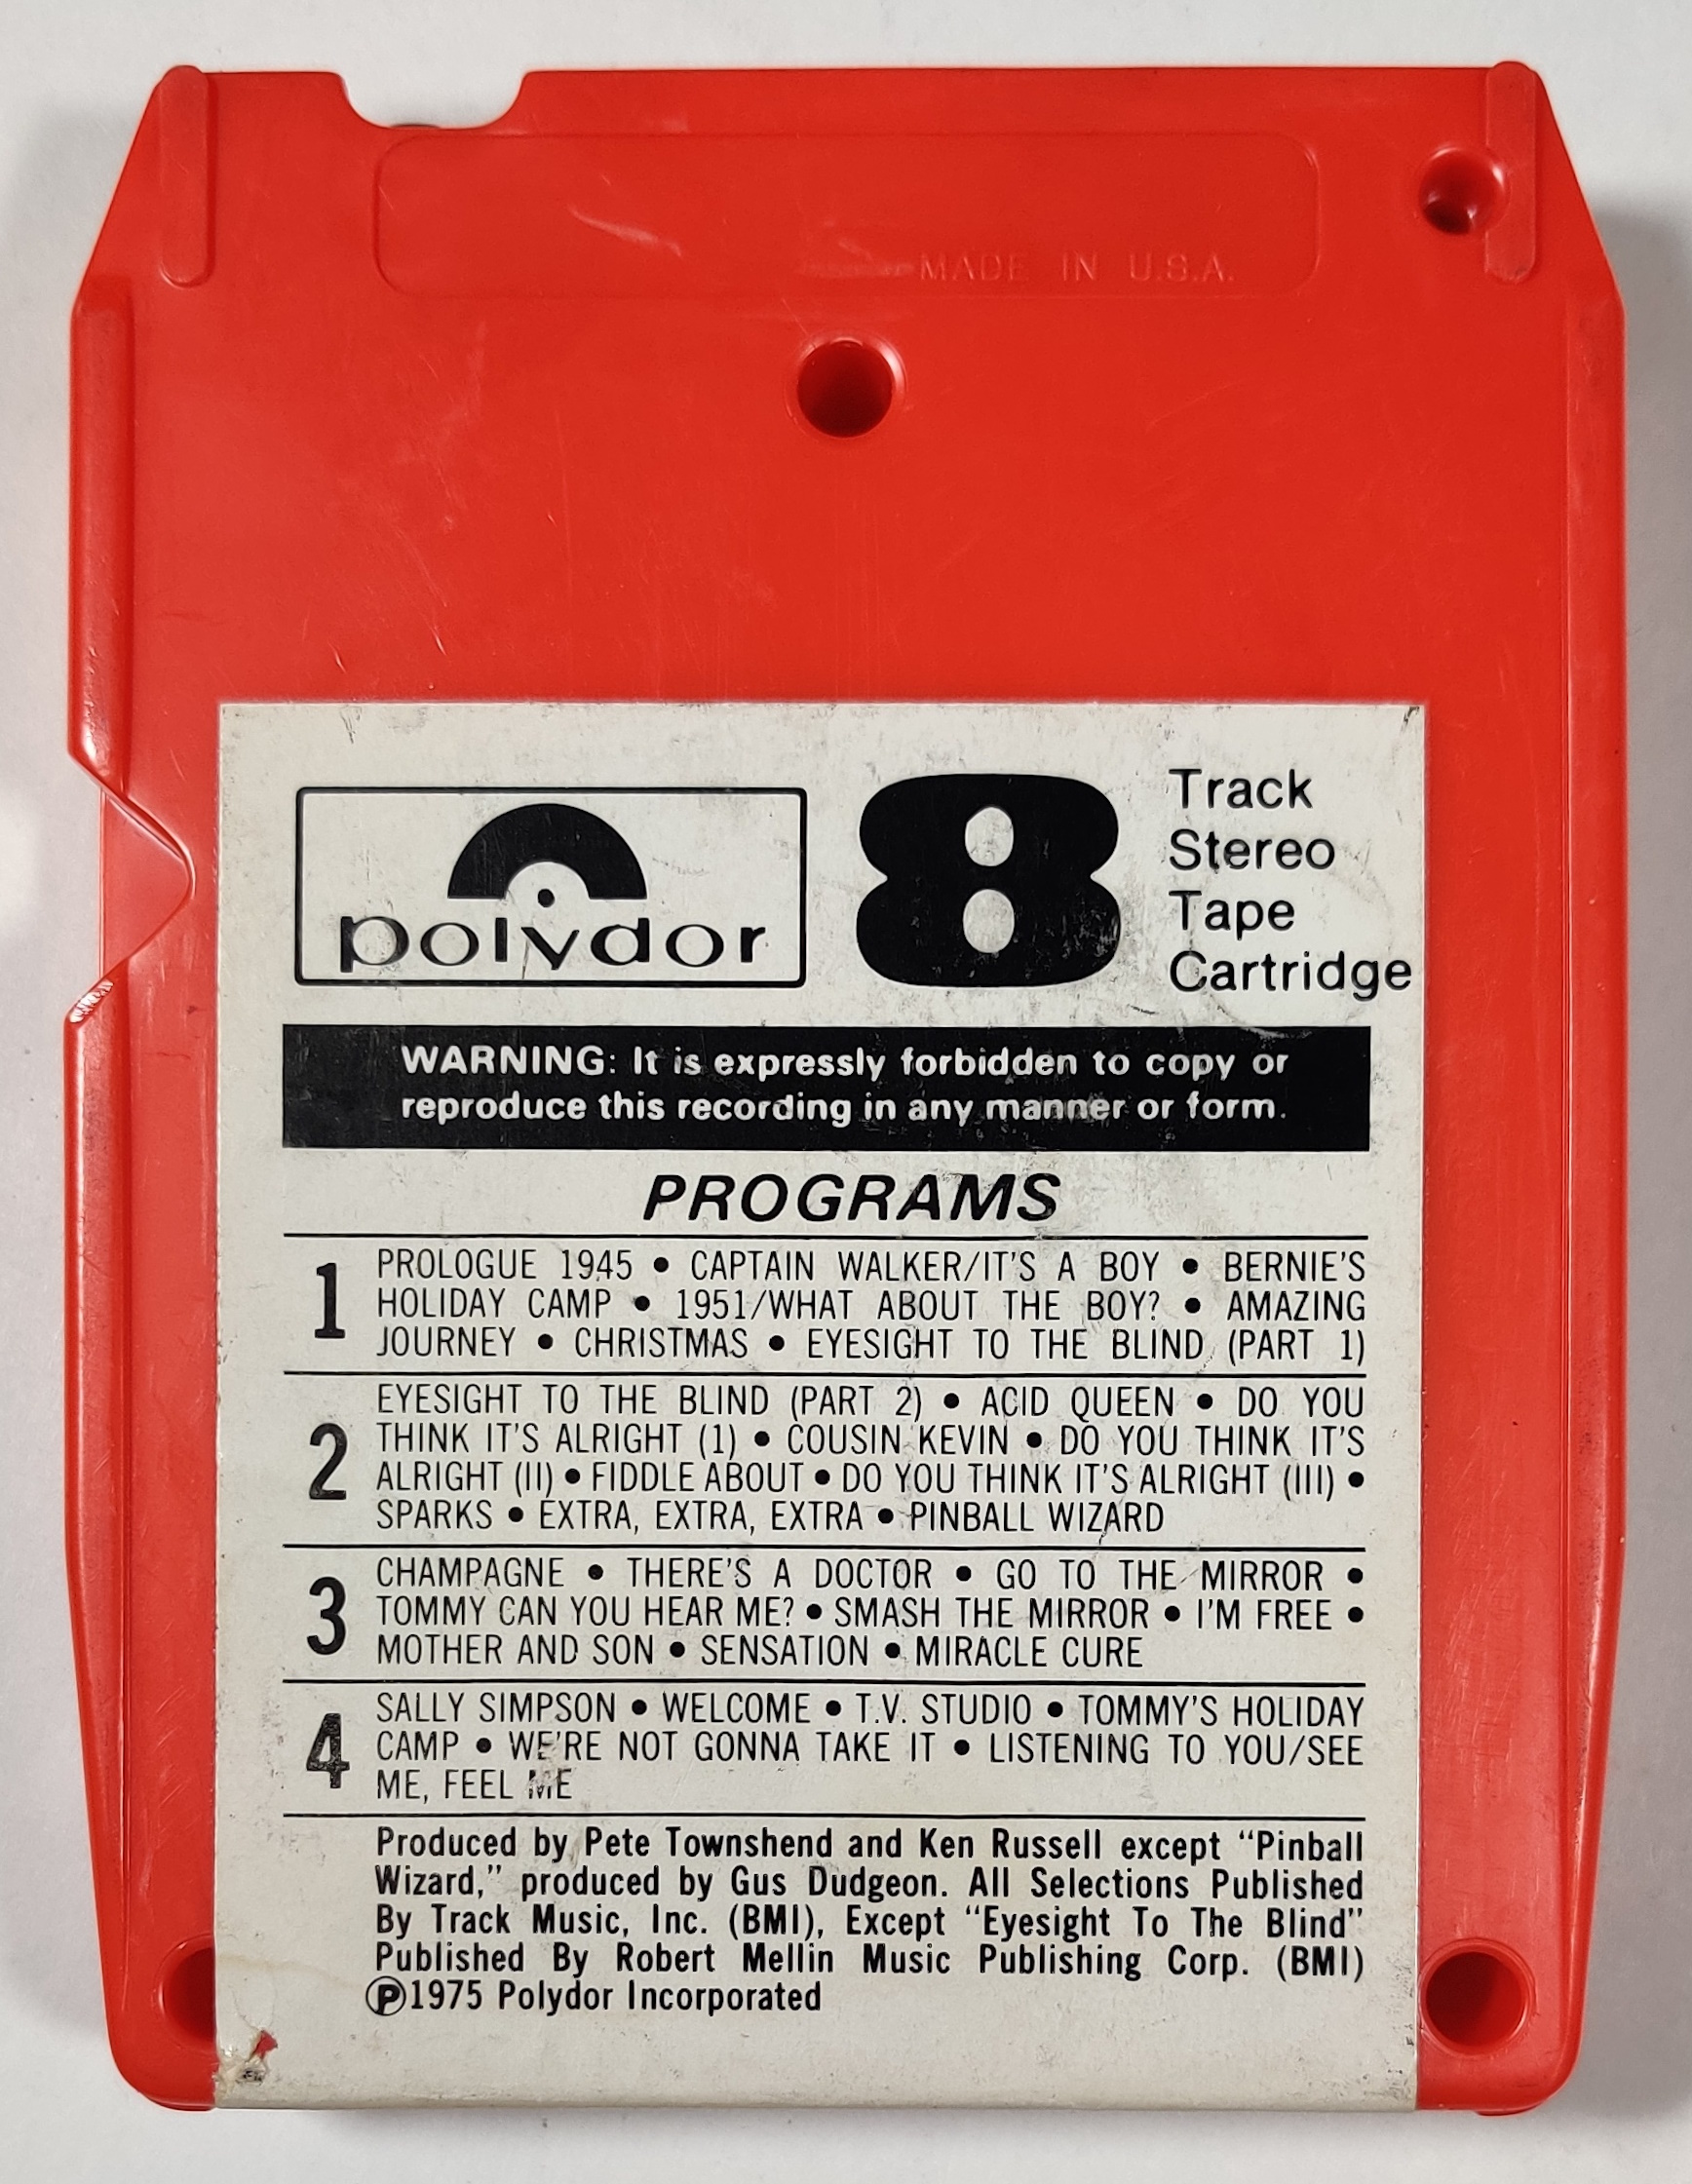 MADE IN U.S.A.
polydor
8
Track
Stereo
Tape
Cartridge
WARNING: It is expressly forbidden to copy or
reproduce this recording in any manner or form.
PROGRAMS
1
PROLOGUE 1945 • CAPTAIN WALKER/IT'S A BOY • BERNIE'S
HOLIDAY CAMP • 1951/WHAT ABOUT THE BOY? • AMAZING
JOURNEY • CHRISTMAS • EYESIGHT TO THE BLIND (PART 1)
2
EYESIGHT TO THE BLIND (PART 2) • ACID QUEEN • DO YOU
THINK IT'S ALRIGHT (1) • COUSIN KEVIN • DO YOU THINK IT'S
ALRIGHT (II) • FIDDLE ABOUT • DO YOU THINK IT'S ALRIGHT (III) •
SPARKS • EXTRA, EXTRA, EXTRA • PINBALL WIZARD
3
CHAMPAGNE • THERE'S A DOCTOR • GO TO THE MIRROR •
TOMMY CAN YOU HEAR ME? • SMASH THE MIRROR • I'M FREE •
MOTHER AND SON • SENSATION • MIRACLE CURE
4
SALLY SIMPSON • WELCOME • T.V. STUDIO • TOMMY'S HOLIDAY
CAMP • WE'RE NOT GONNA TAKE IT • LISTENING TO YOU/SEE
ME, FEEL ME
Produced by Pete Townshend and Ken Russell except “Pinball
Wizard,” produced by Gus Dudgeon. All Selections Published
By Track Music, Inc. (BMI), Except “Eyesight To The Blind”
Published By Robert Mellin Music Publishing Corp. (BMI)
℗1975 Polydor Incorporated